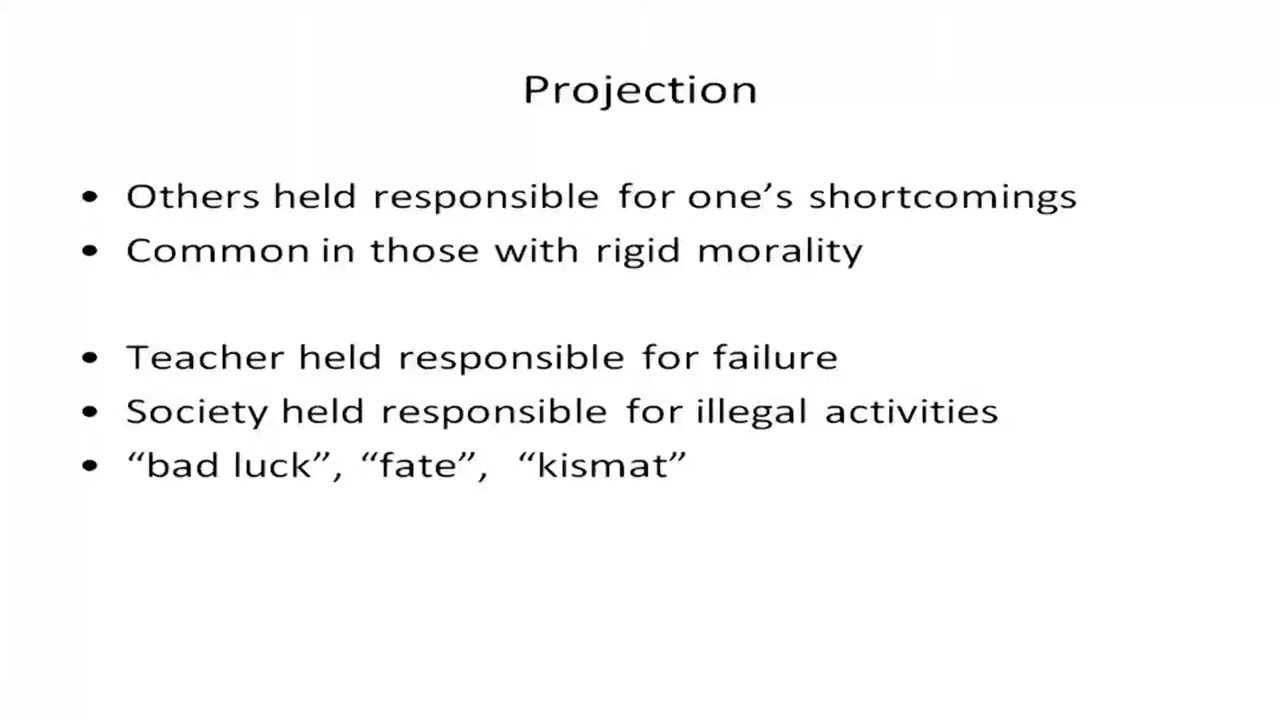 Projection
• Others held responsible for one’s shortcomings
• Common in those with rigid morality
• Teacher held responsible for failure
• Society held responsible for illegal activities
• “bad luck”, “fate”, “kismat”